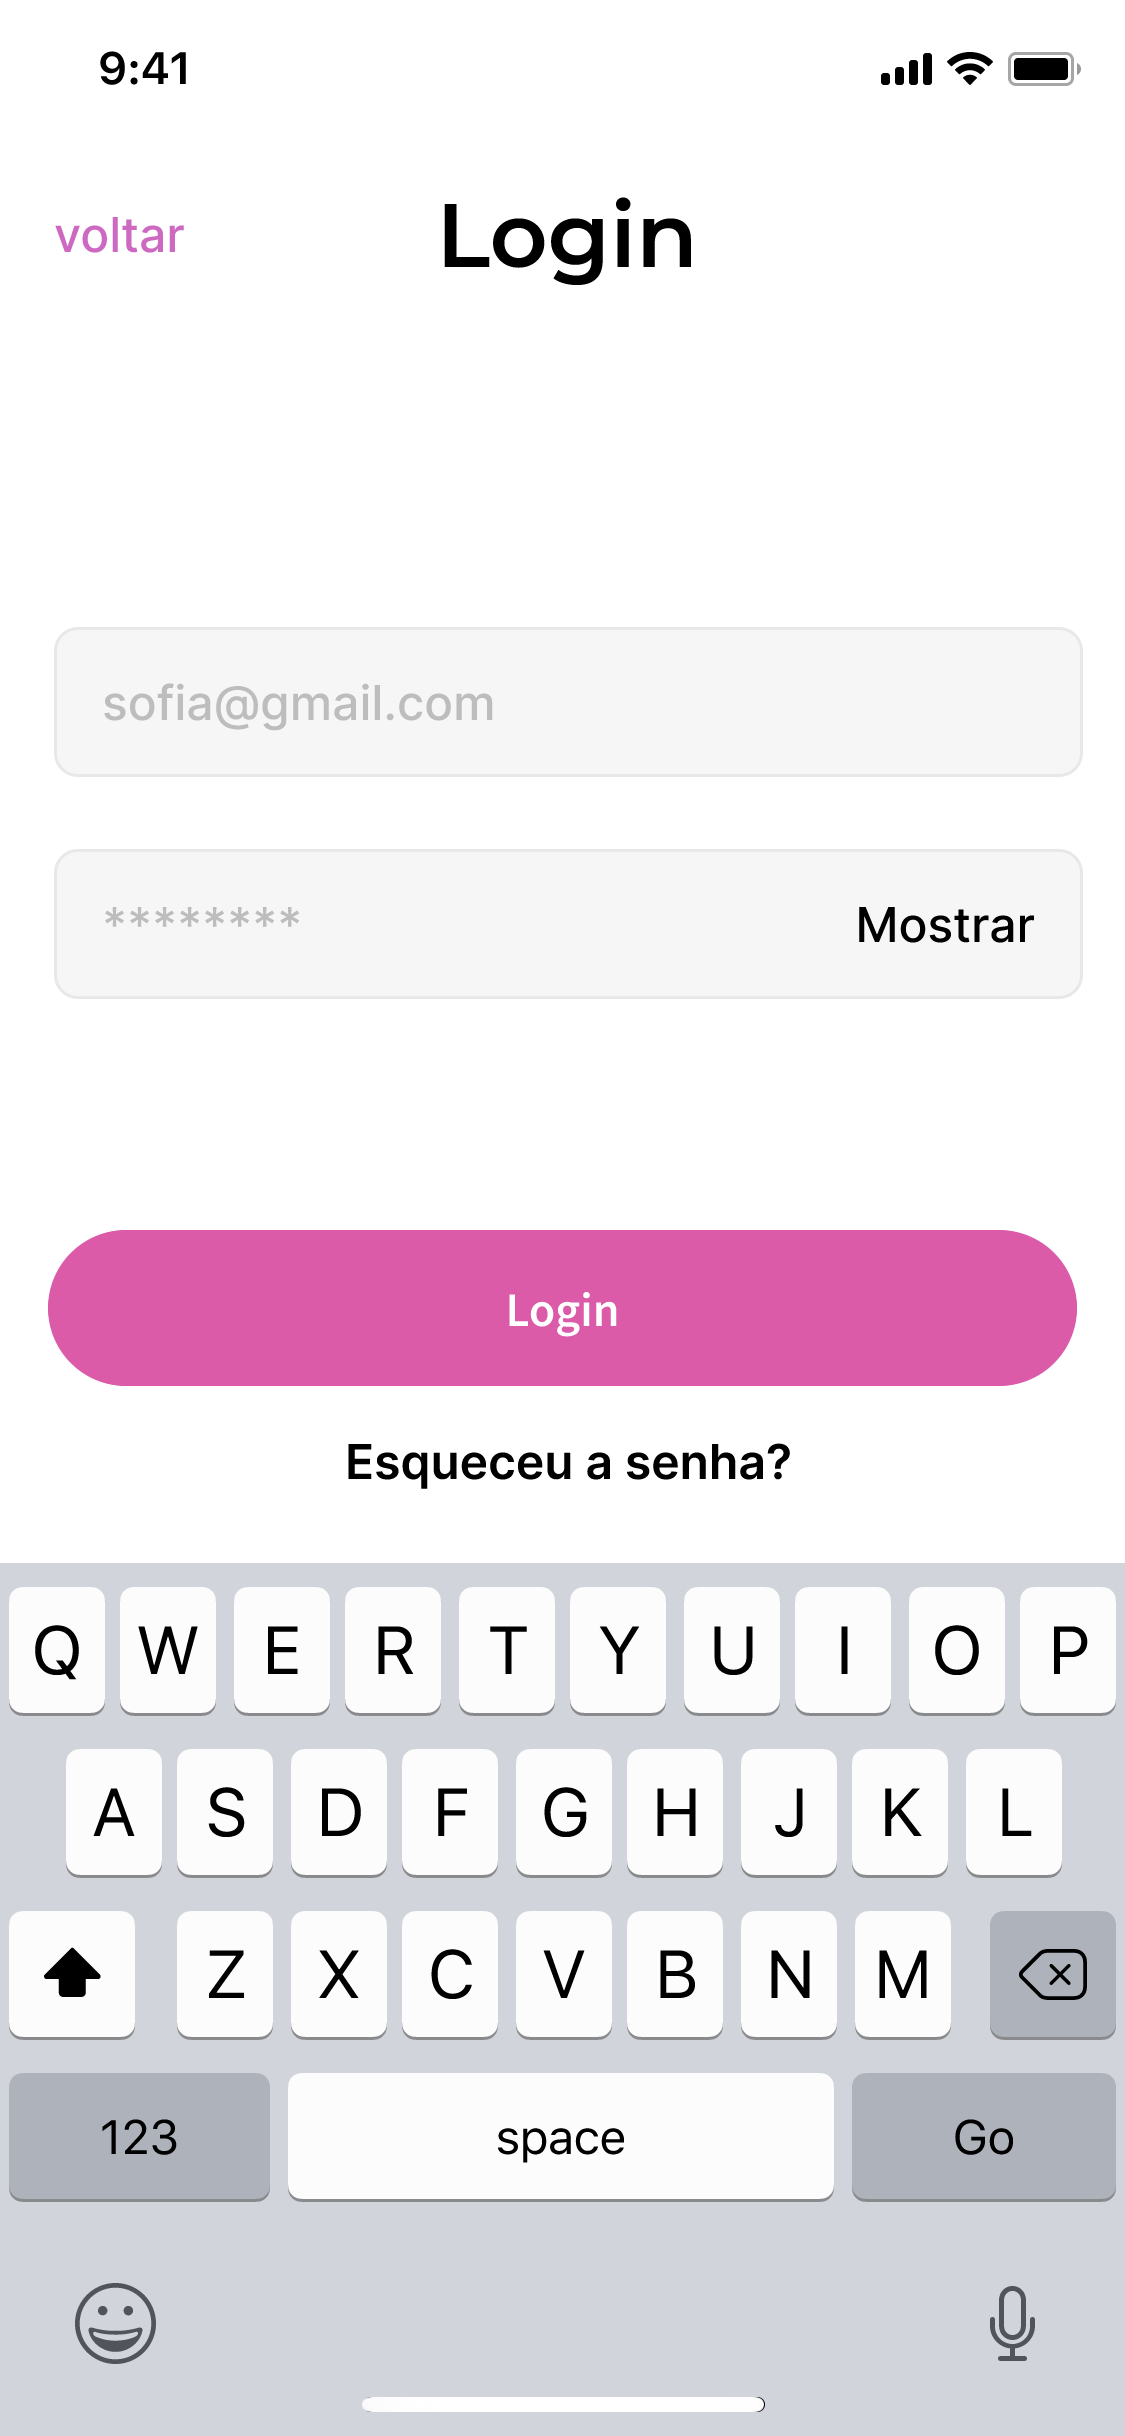 9:41
voltar
Login
sofia@gmail.com
********
Mostrar
Login
Esqueceu a senha?
Q W E R T Y U I O P
A S D F G H J K L
Z X C V B N M
123 space Go